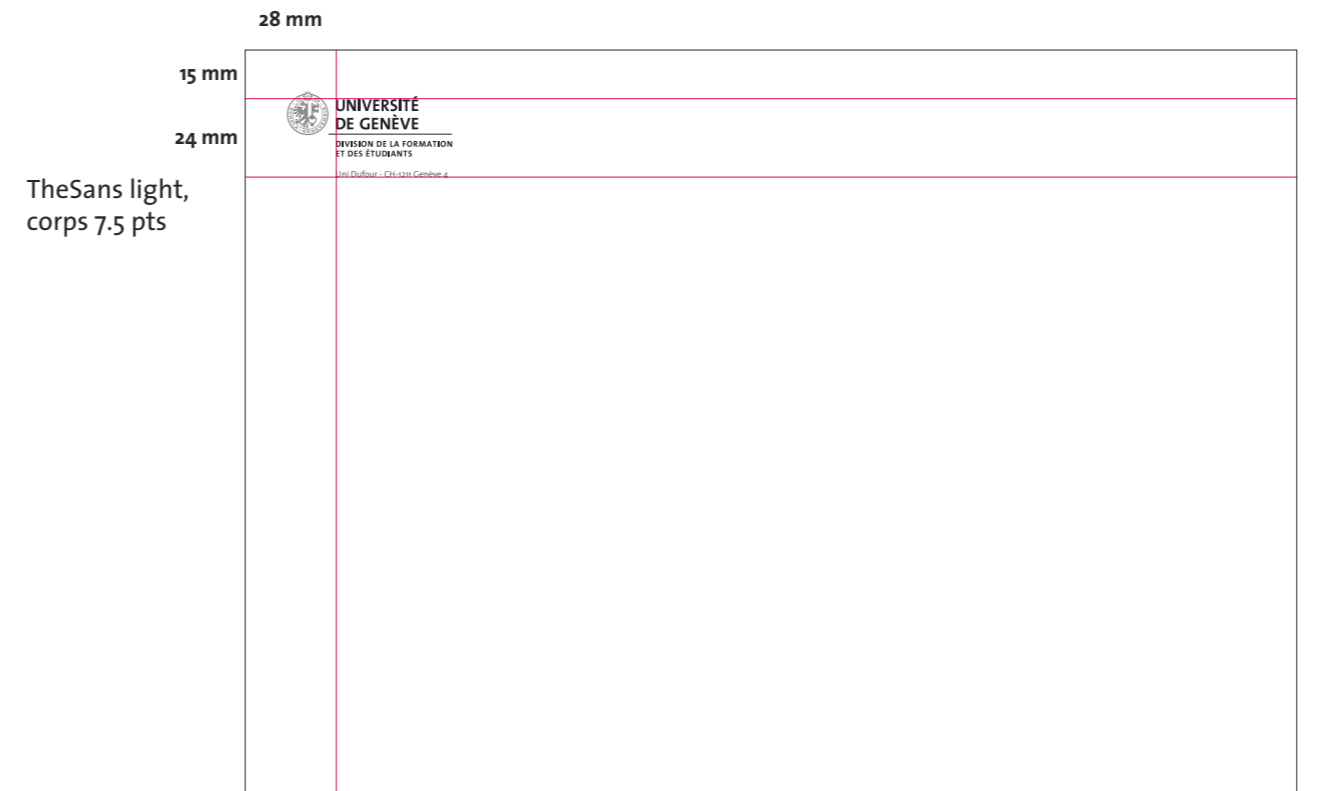 28 mm
15 mm
UNIVERSITÉ
DE GENÈVE
24 mm
DIVISION DE LA FORMATION
ET DES ÉTUDIANTS
Uni Dufour - CH-1211 Genève 4
TheSans light,
corps 7.5 pts